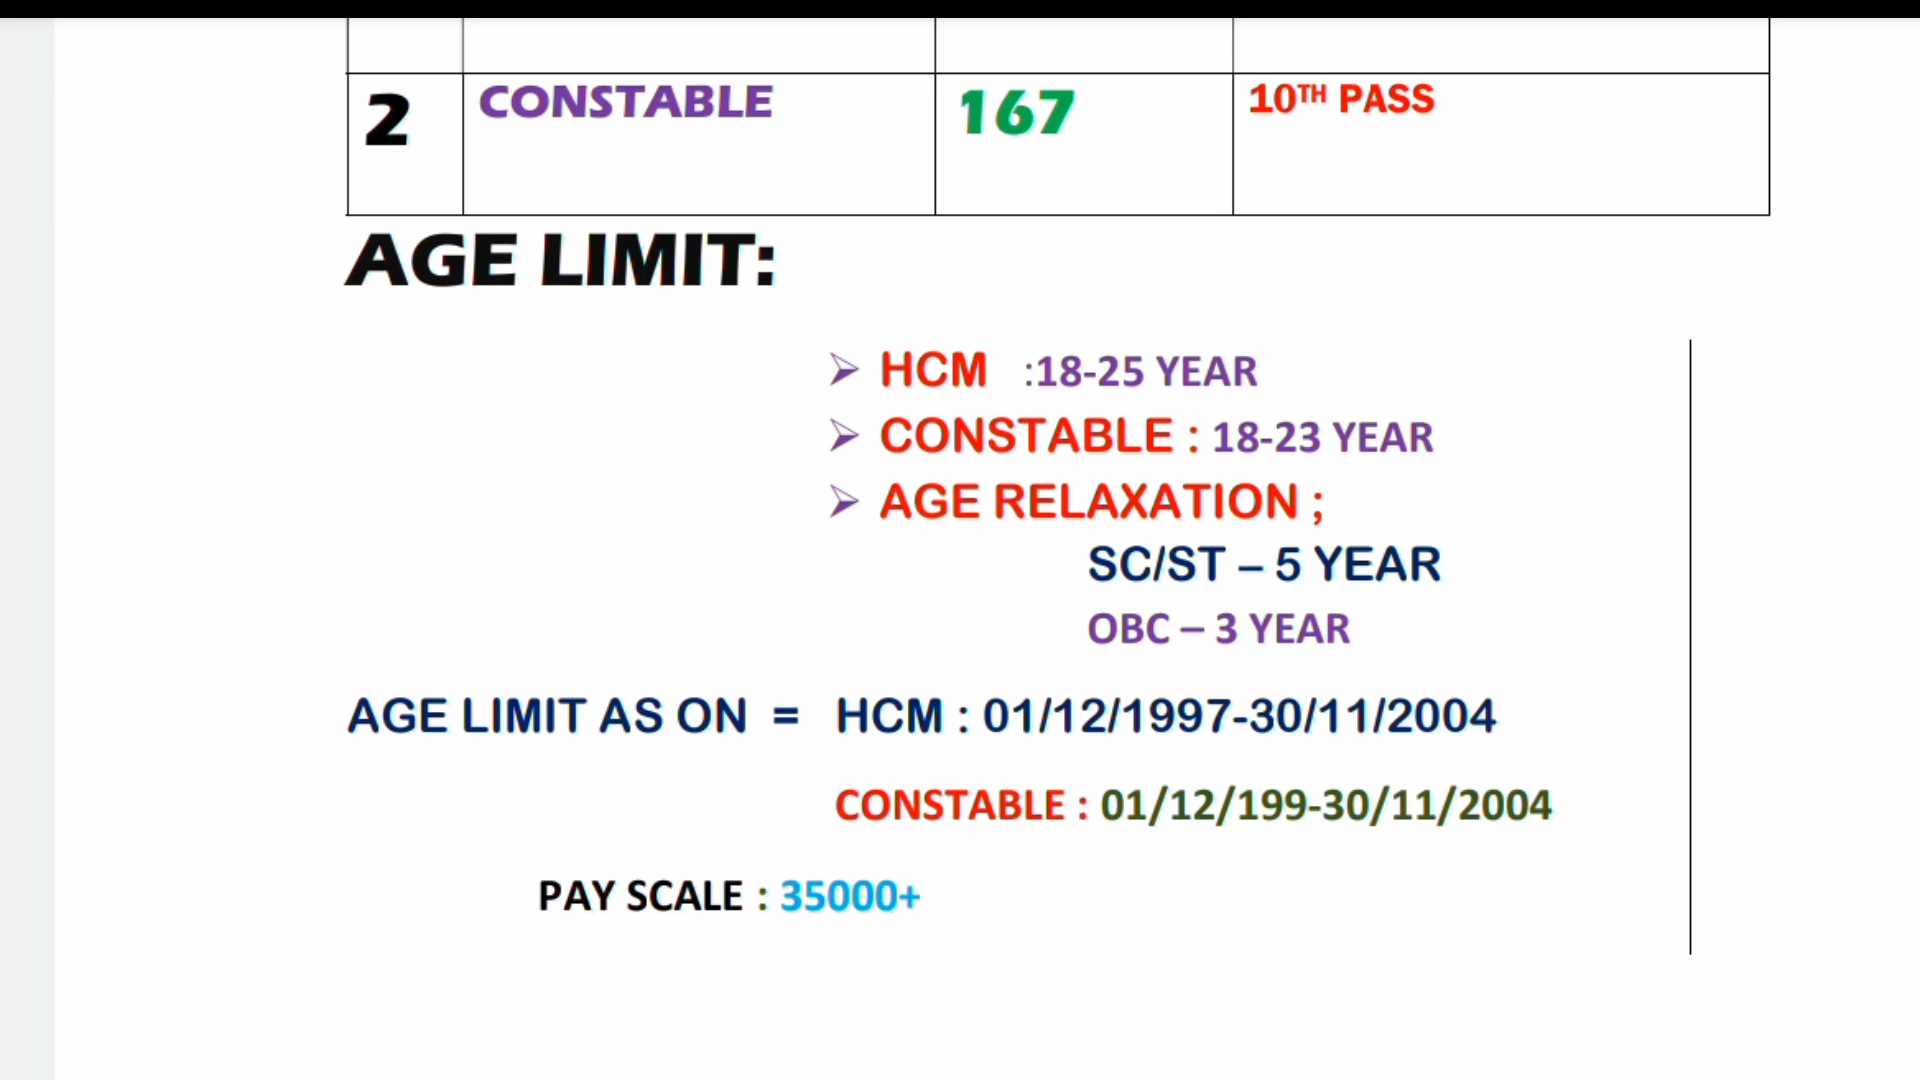 2 CONSTABLE 167 10TH PASS
AGE LIMIT:
➢ HCM :18-25 YEAR
➢ CONSTABLE : 18-23 YEAR
➢ AGE RELAXATION ;
SC/ST – 5 YEAR
OBC – 3 YEAR
AGE LIMIT AS ON = HCM : 01/12/1997-30/11/2004
CONSTABLE : 01/12/199-30/11/2004
PAY SCALE : 35000+